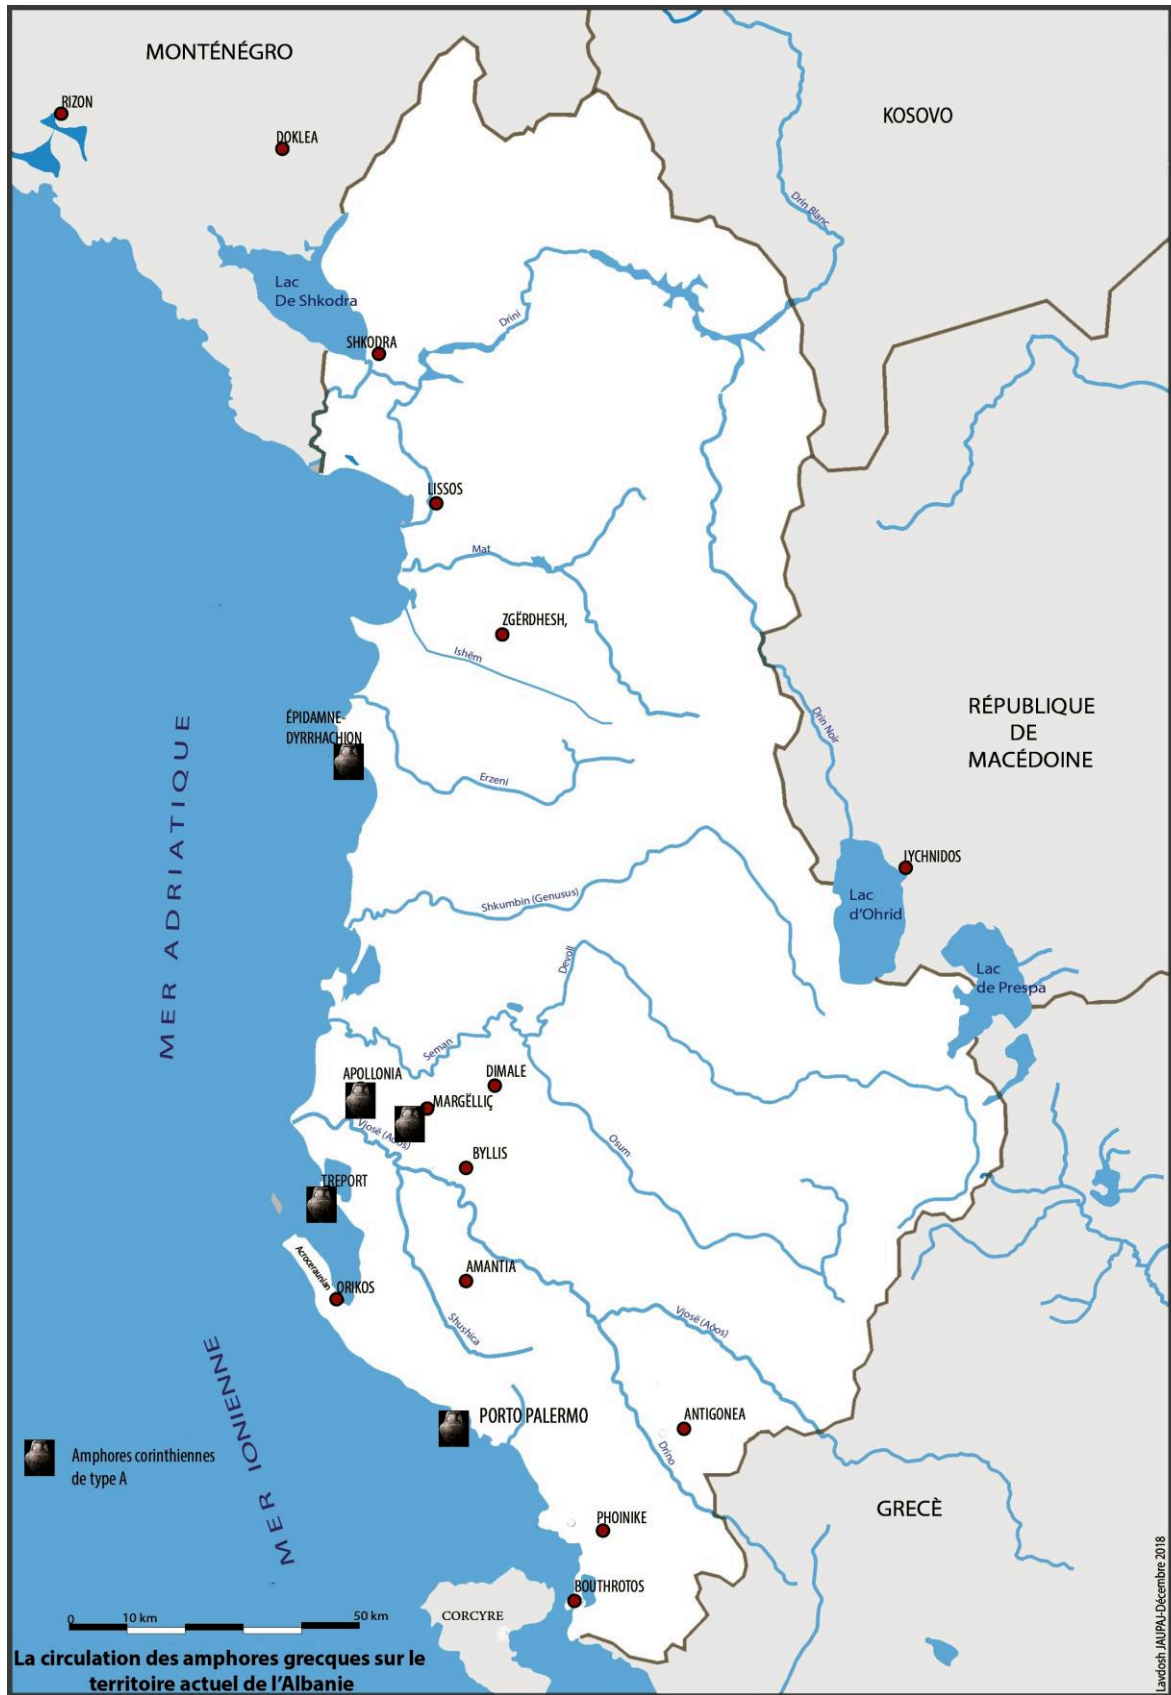 MONTÉNÉGRO
KOSOVO
RIZON
DOKLEA
Drin Blanc
Lac
De Shkodra
Drini
SHKODRA
LISSOS
Mat
ZGËRDHESH,
Ishëm
ÉPIDAMNE-
DYRRHACHION
Erzeni
Drin Noir
RÉPUBLIQUE
DE
MACÉDOINE
MER ADRIATIQUE
LYCHNIDOS
Lac
d'Ohrid
Shkumbin (Genusus)
Devoll
Lac
de Prespa
Seman
APOLLONIA
DIMALE
MARGËLLIÇ
Vjosë (Aôos)
BYLLIS
Osum
TREPORT
Acroceraunian
ORIKOS
AMANTIA
Shushica
Vjosë (Aôos)
MER IONIENNE
PORTO PALERMO
ANTIGONEA
Drino
Amphores corinthiennes
de type A
GRECÈ
PHOINIKE
BOUTHROTOS
CORCYRE
0 10 km 50 km
La circulation des amphores grecques sur le
territoire actuel de l'Albanie
Lavdosh JAUPAJ-Décembre 2018